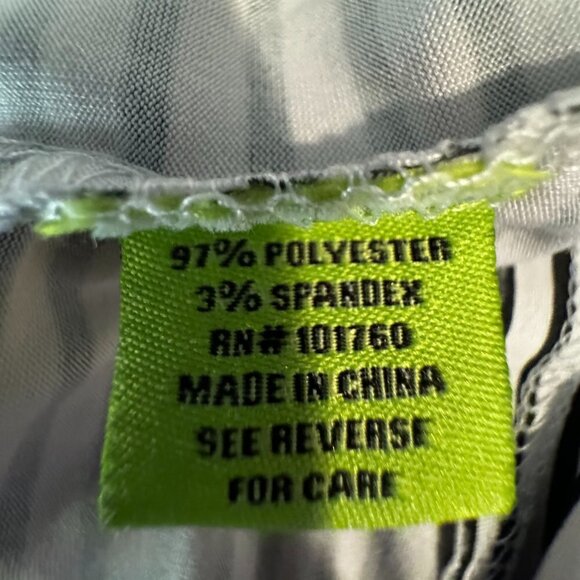 97% POLYESTER
3% SPANDEX
RN# 101760
MADE IN CHINA
SEE REVERSE
FOR CARE